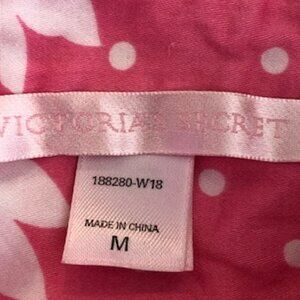 VICTORIA'S SECRET
188280-W18
MADE IN CHINA
M